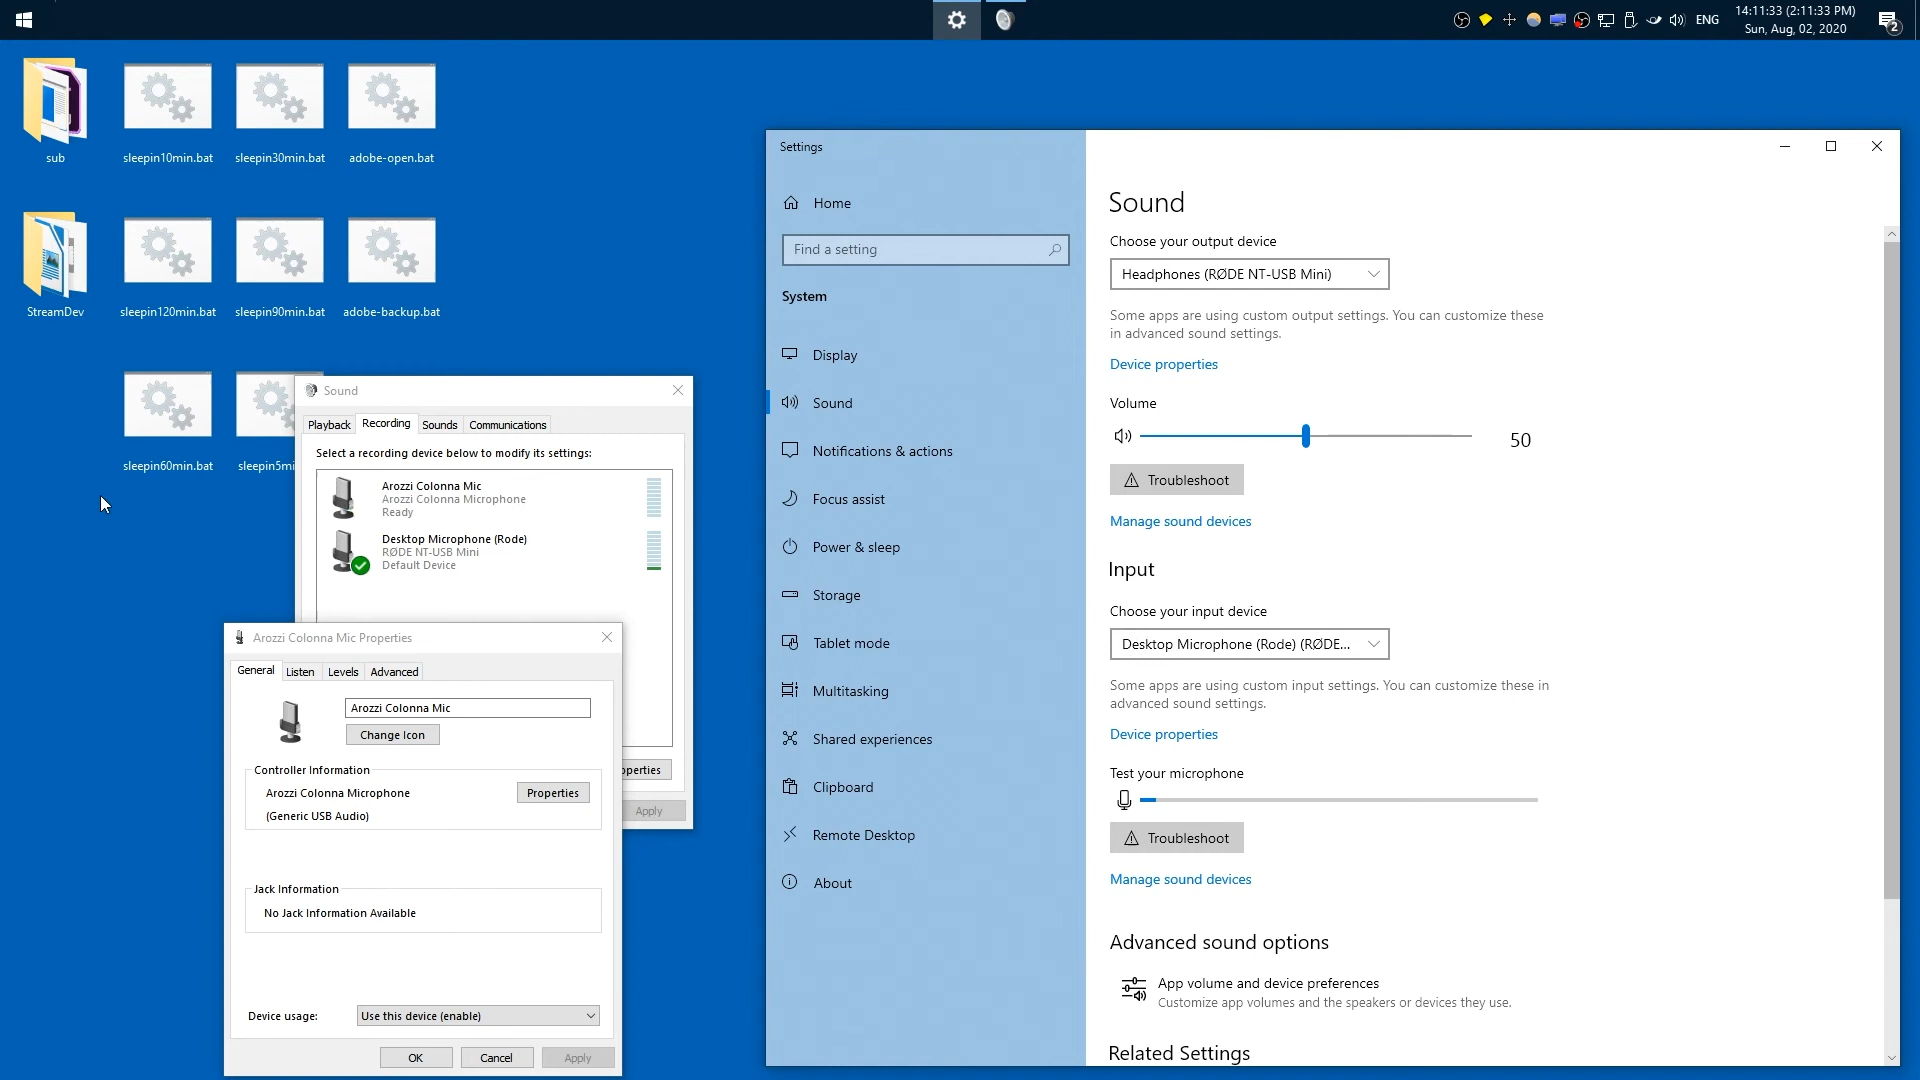 ENG
14:11:33 (2:11:33 PM)
Sun, Aug, 02, 2020
2
sub
sleepin10min.bat
sleepin30min.bat
adobe-open.bat
StreamDev
sleepin120min.bat
sleepin90min.bat
adobe-backup.bat
sleepin60min.bat
sleepin5mi
Sound
Playback
Recording
Sounds
Communications
Select a recording device below to modify its settings:
Arozzi Colonna Mic
Arozzi Colonna Microphone
Ready
Desktop Microphone (Rode)
RØDE NT-USB Mini
Default Device
operties
Apply
Arozzi Colonna Mic Properties
General
Listen
Levels
Advanced
Arozzi Colonna Mic
Change Icon
Controller Information
Arozzi Colonna Microphone
Properties
(Generic USB Audio)
Jack Information
No Jack Information Available
Device usage:
Use this device (enable)
OK
Cancel
Apply
Settings
Home
Find a setting
System
Display
Sound
Notifications & actions
Focus assist
Power & sleep
Storage
Tablet mode
Multitasking
Shared experiences
Clipboard
Remote Desktop
About
Sound
Choose your output device
Headphones (RØDE NT-USB Mini)
Some apps are using custom output settings. You can customize these
in advanced sound settings.
Device properties
Volume
50
Troubleshoot
Manage sound devices
Input
Choose your input device
Desktop Microphone (Rode) (RØDE...
Some apps are using custom input settings. You can customize these in
advanced sound settings.
Device properties
Test your microphone
Troubleshoot
Manage sound devices
Advanced sound options
App volume and device preferences
Customize app volumes and the speakers or devices they use.
Related Settings